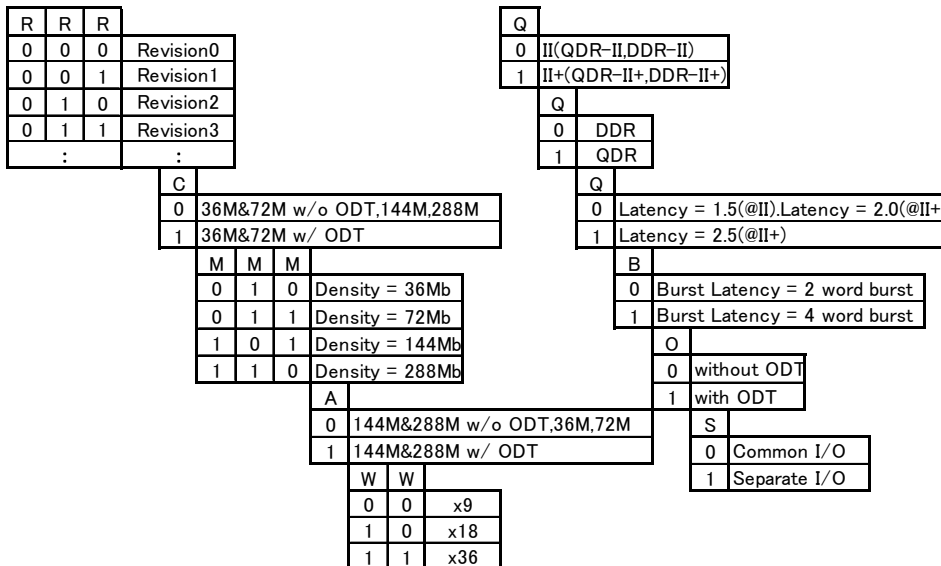 R R R
0 0 0 Revision0
0 0 1 Revision1
0 1 0 Revision2
0 1 1 Revision3
: :
C
0 36M&72M w/o ODT,144M,288M
1 36M&72M w/ ODT
M M M
0 1 0 Density = 36Mb
0 1 1 Density = 72Mb
1 0 1 Density = 144Mb
1 1 0 Density = 288Mb
A
0 144M&288M w/o ODT,36M,72M
1 144M&288M w/ ODT
W W
0 0 x9
1 0 x18
1 1 x36
Q
0 II(QDR-II,DDR-II)
1 II+(QDR-II+,DDR-II+)
Q
0 DDR
1 QDR
Q
0 Latency = 1.5(@II).Latency = 2.0(@II+
1 Latency = 2.5(@II+)
B
0 Burst Latency = 2 word burst
1 Burst Latency = 4 word burst
O
0 without ODT
1 with ODT
S
0 Common I/O
1 Separate I/O